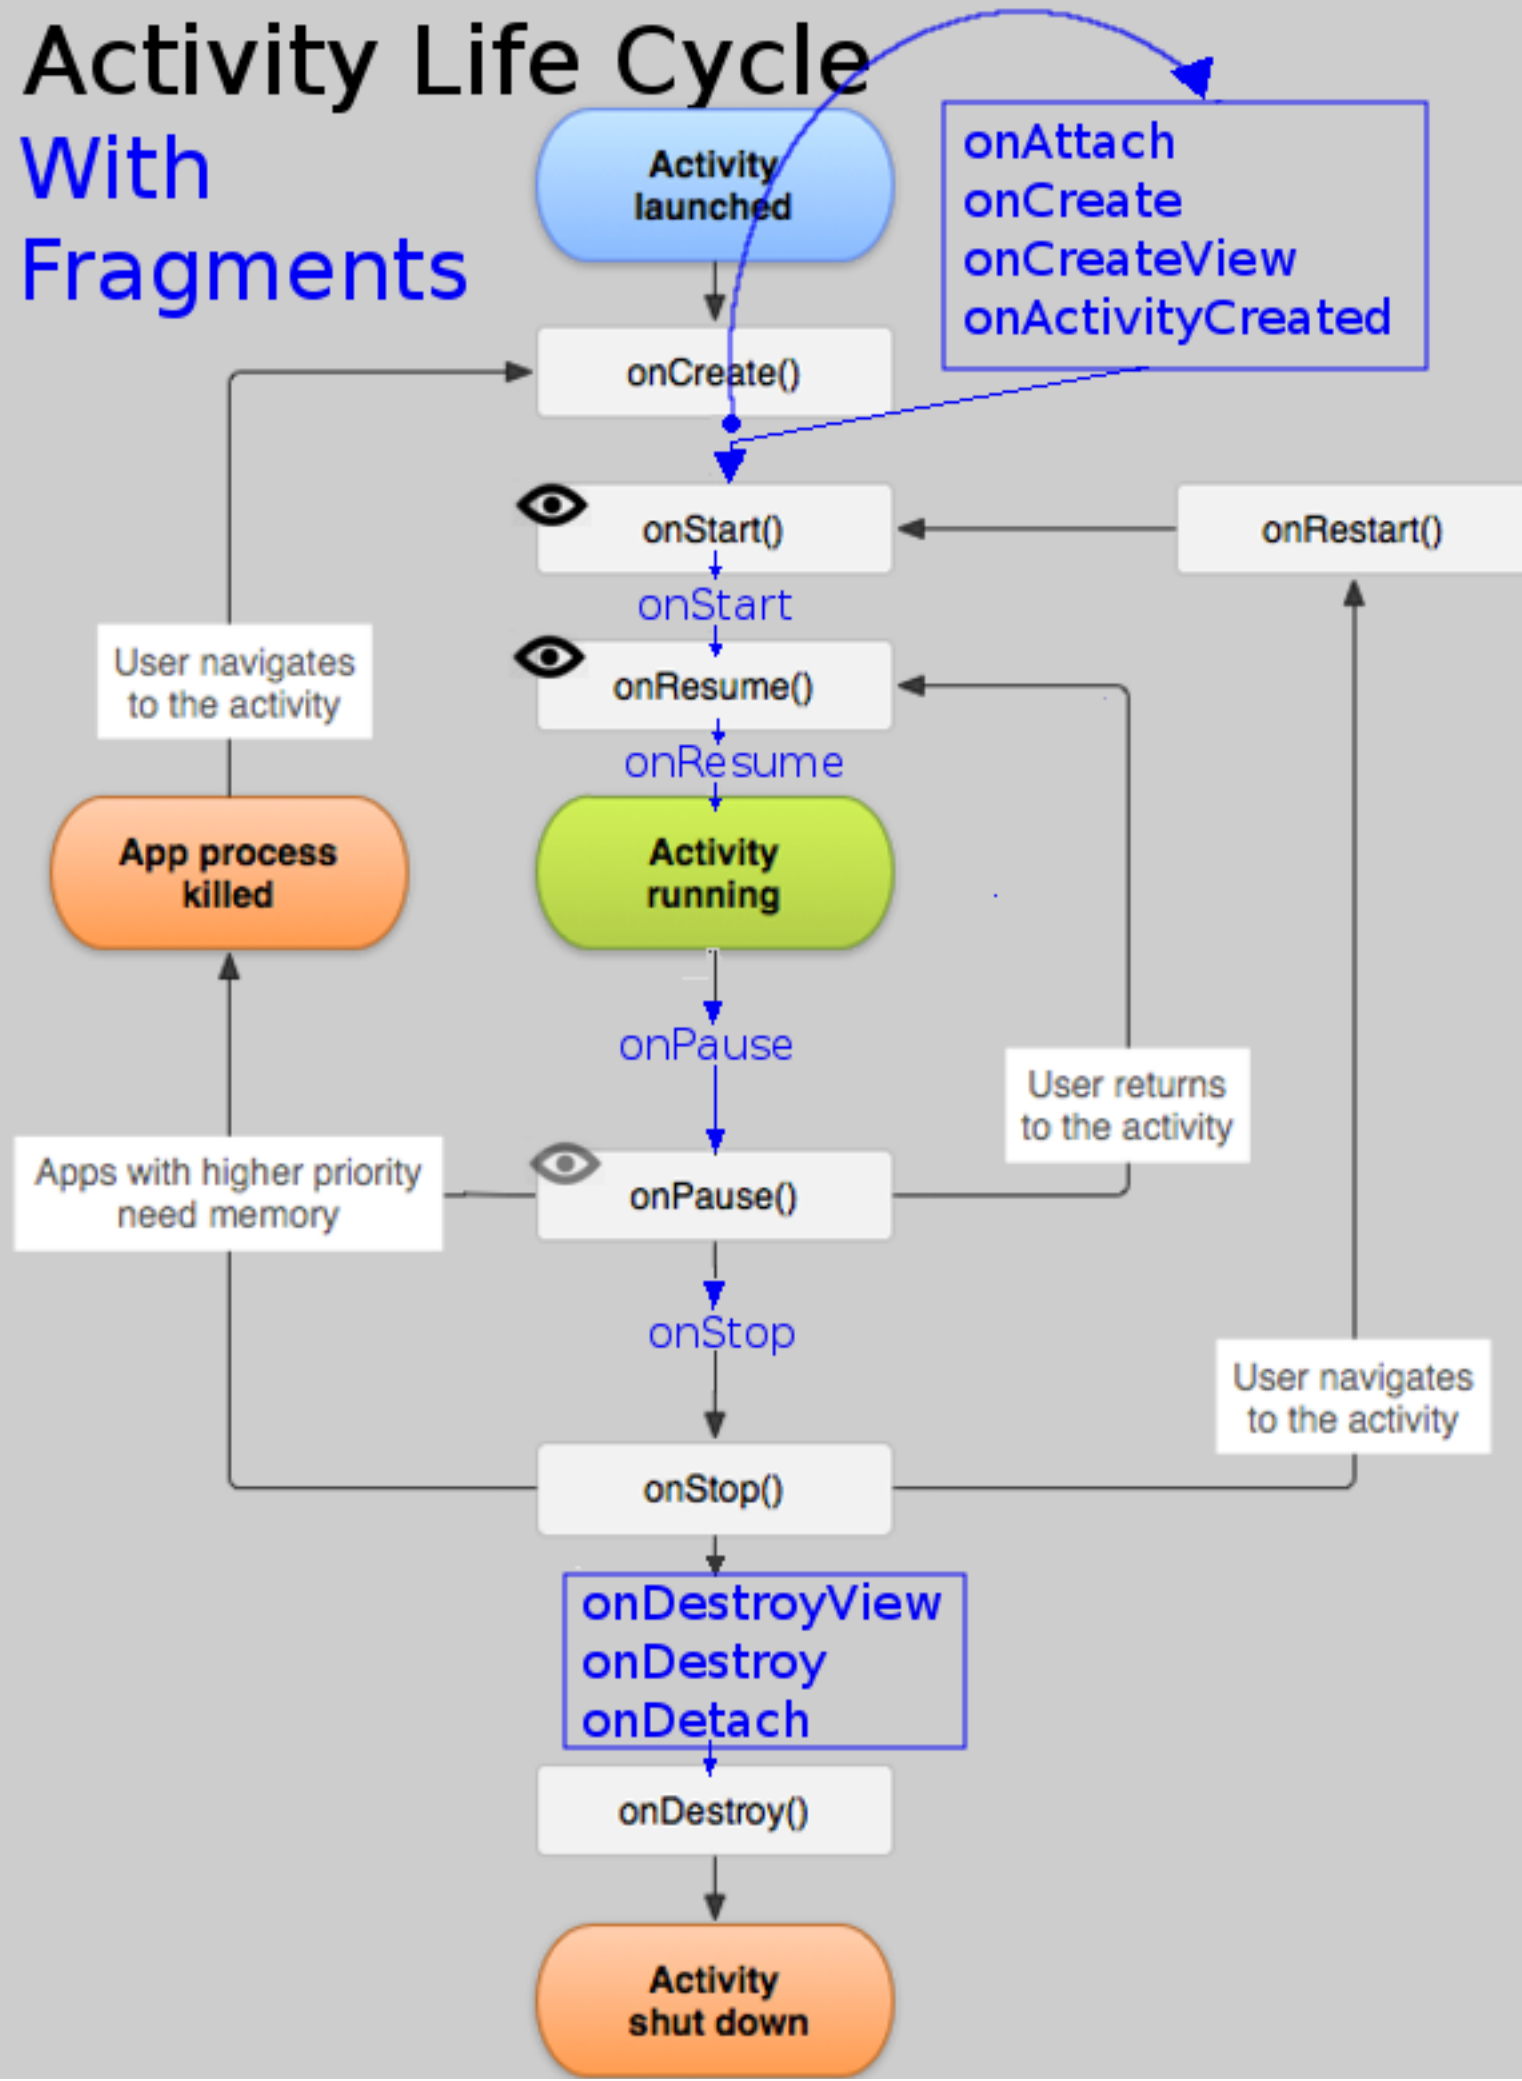 Activity Life Cycle
With
Fragments
Activity
launched
onAttach
onCreate
onCreateView
onActivityCreated
onCreate()
onStart()
onRestart()
onStart
User navigates
to the activity
onResume()
onResume
App process
killed
Activity
running
onPause
User returns
to the activity
Apps with higher priority
need memory
onPause()
onStop
User navigates
to the activity
onStop()
onDestroyView
onDestroy
onDetach
onDestroy()
Activity
shut down